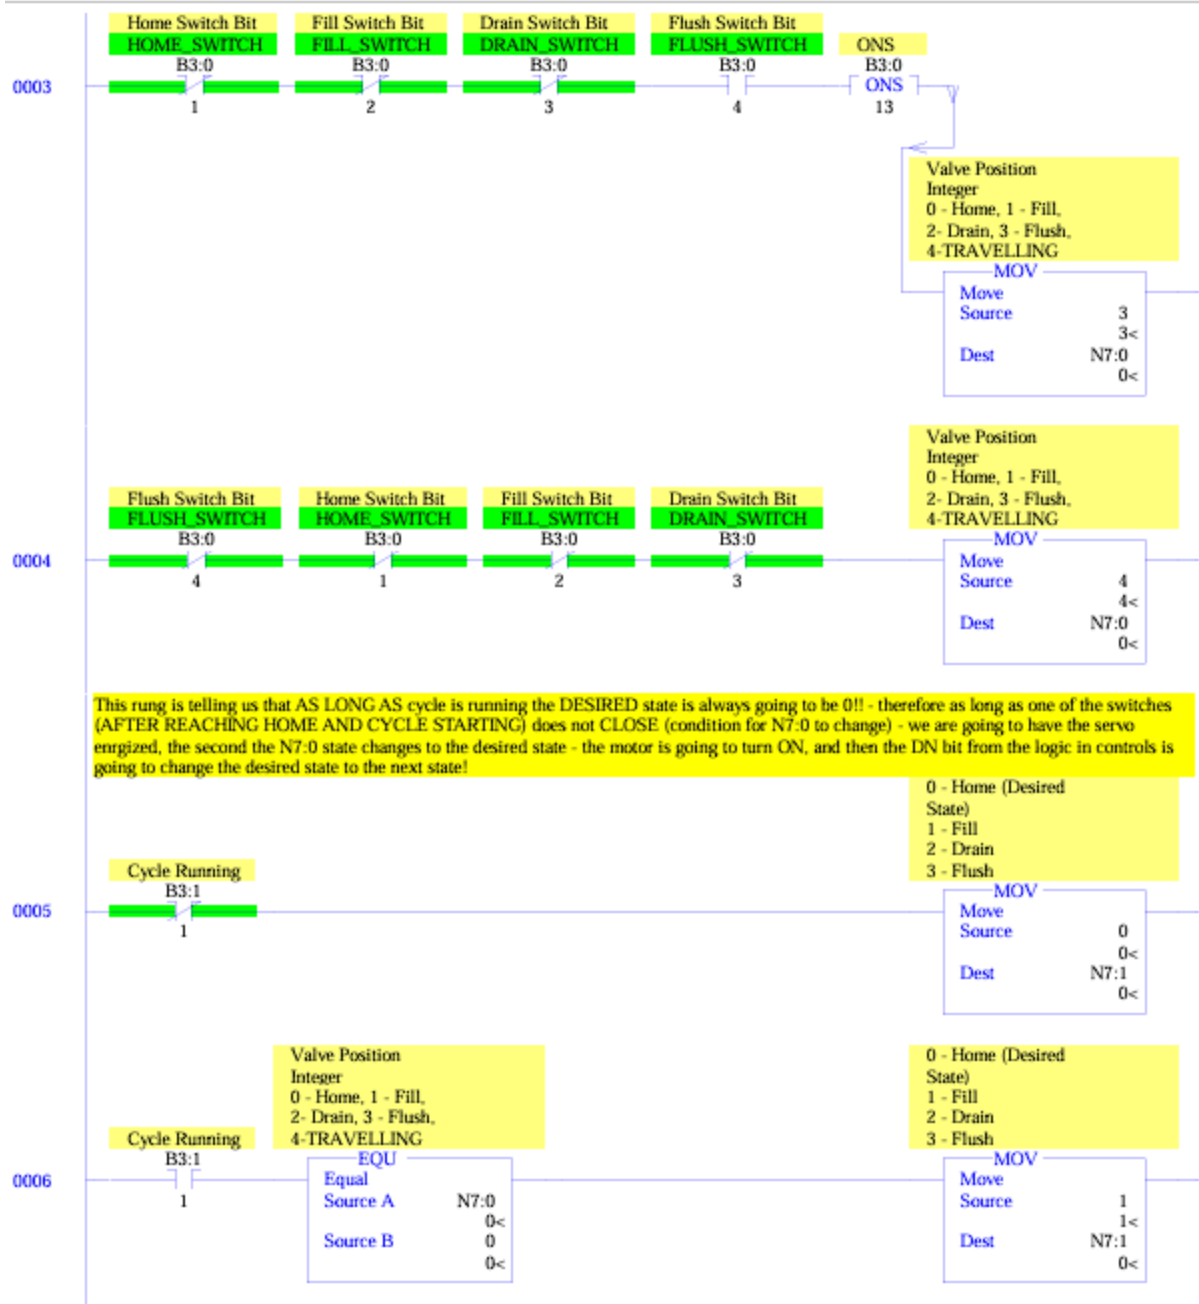 Home Switch Bit Fill Switch Bit Drain Switch Bit Flush Switch Bit
HOME_SWITCH FILL_SWITCH DRAIN_SWITCH FLUSH_SWITCH ONS
B3:0 B3:0 B3:0 B3:0 B3:0
0003 ONS
1 2 3 4 13
Valve Position
Integer
0 - Home, 1 - Fill,
2- Drain, 3 - Flush,
4-TRAVELLING
MOV
Move
Source 3
3<
Dest N7:0
0<
Valve Position
Integer
0 - Home, 1 - Fill,
2- Drain, 3 - Flush,
4-TRAVELLING
Flush Switch Bit Home Switch Bit Fill Switch Bit Drain Switch Bit
FLUSH_SWITCH HOME_SWITCH FILL_SWITCH DRAIN_SWITCH
B3:0 B3:0 B3:0 B3:0 MOV
0004 Move
4 1 2 3 Source 4
4<
Dest N7:0
0<
This rung is telling us that AS LONG AS cycle is running the DESIRED state is always going to be 0!! - therefore as long as one of the switches
(AFTER REACHING HOME AND CYCLE STARTING) does not CLOSE (condition for N7:0 to change) - we are going to have the servo
enrgized, the second the N7:0 state changes to the desired state - the motor is going to turn ON, and then the DN bit from the logic in controls is
going to change the desired state to the next state!
0 - Home (Desired
State)
1 - Fill
2 - Drain
3 - Flush
Cycle Running
B3:1 MOV
0005 Move
1 Source 0
0<
Dest N7:1
0<
Valve Position
Integer
0 - Home, 1 - Fill,
2- Drain, 3 - Flush,
4-TRAVELLING
0 - Home (Desired
State)
1 - Fill
2 - Drain
3 - Flush
Cycle Running
B3:1 EQU MOV
0006 Equal Move
1 Source A N7:0 Source 1
0< 1<
Source B 0 Dest N7:1
0< 0<